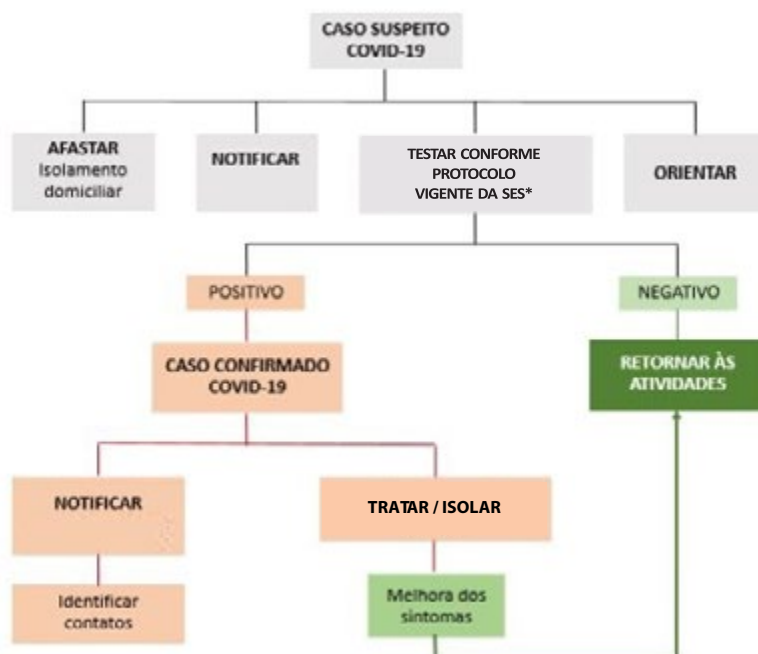 CASO SUSPEITO
COVID-19
AFASTAR
Isolamento
domiciliar
NOTIFICAR
TESTAR CONFORME
PROTOCOLO
VIGENTE DA SES*
ORIENTAR
POSITIVO
NEGATIVO
CASO CONFIRMADO
COVID-19
RETORNAR ÀS
ATIVIDADES
NOTIFICAR
TRATAR / ISOLAR
Identificar
contatos
Melhora dos
sintomas